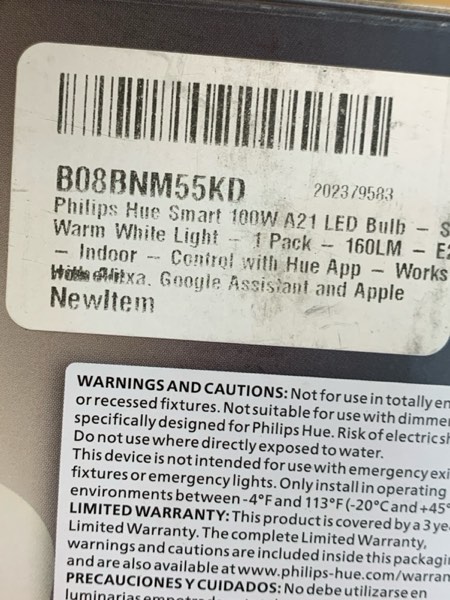 B08BNM55KD 202379583
Philips Hue Smart 100W A21 LED Bulb - S
Warm White Light - 1 Pack - 160LM - E2
- Indoor - Control with Hue App - Works
Alexa, Google Assistant and Apple
NewItem
WARNINGS AND CAUTIONS: Not for use in totally en
or recessed fixtures. Not suitable for use with dimme
specifically designed for Philips Hue. Risk of electric sh
Do not use where directly exposed to water.
This device is not intended for use with emergency exi
fixtures or emergency lights. Only install in operating
environments between -4°F and 113°F (-20°C and +45°
LIMITED WARRANTY: This product is covered by a 3 ye
Limited Warranty. The complete Limited Warranty,
warnings and cautions are included inside this packagi
and are also available at www.philips-hue.com/warran
PRECAUCIONES Y CUIDADOS: No debe utilizarse en
luminarias empotrad